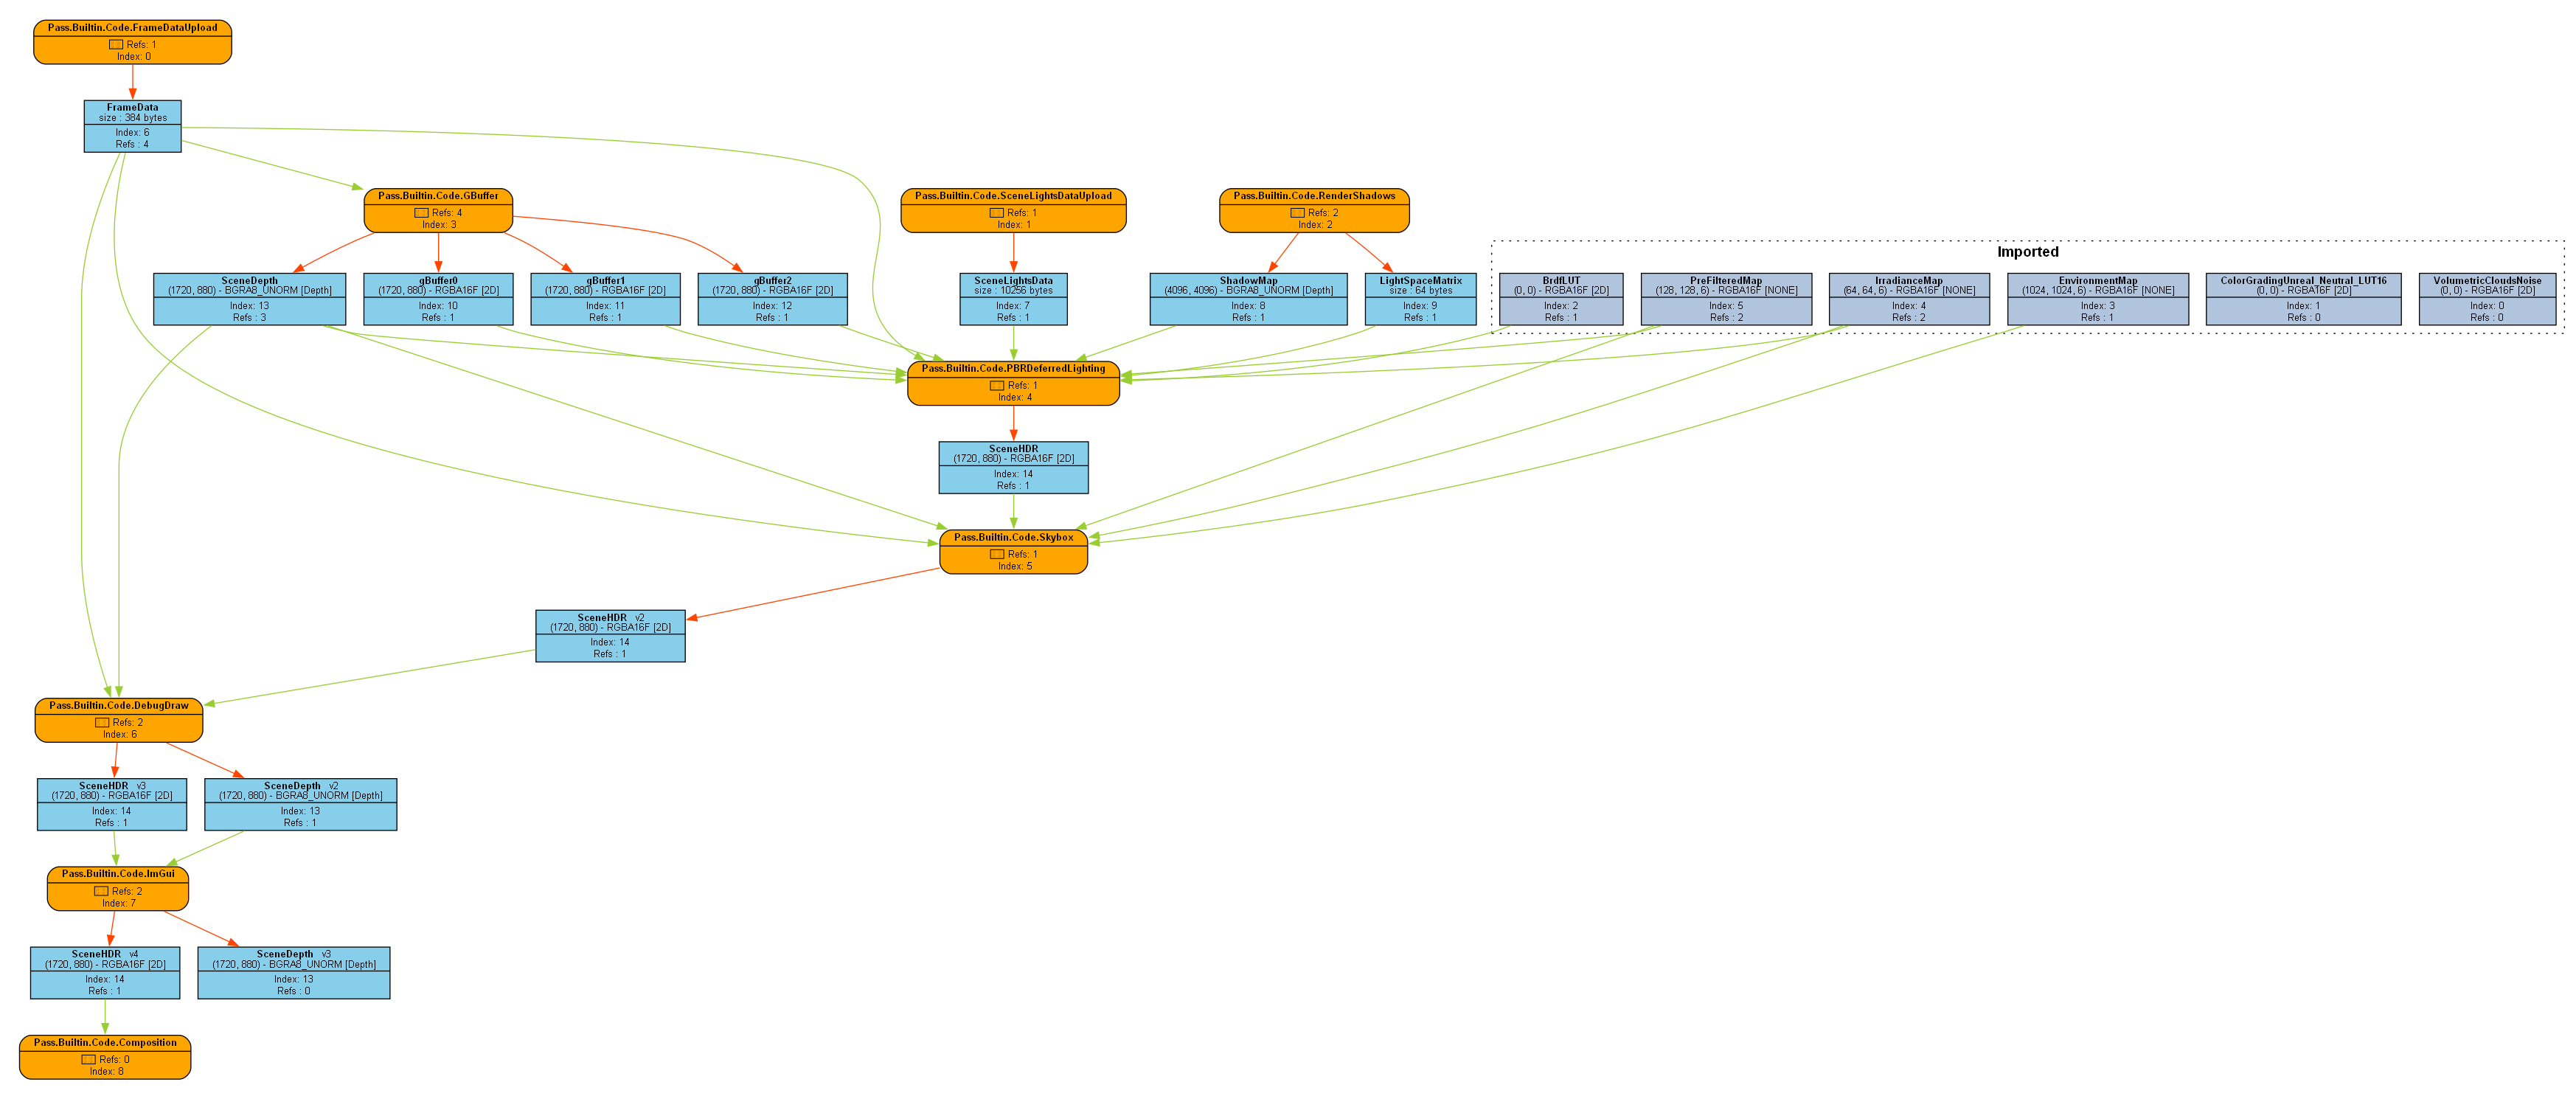 Pass.Builtin.Code.FrameDataUpload
Refs: 1
Index: 0
FrameData
size : 384 bytes
Index: 6
Refs : 4
Pass.Builtin.Code.GBuffer
Refs: 4
Index: 3
Pass.Builtin.Code.SceneLightsDataUpload
Refs: 1
Index: 1
Pass.Builtin.Code.RenderShadows
Refs: 2
Index: 2
Imported
SceneDepth
(1720, 880) - BGRA8_UNORM [Depth]
Index: 13
Refs : 3
gBuffer0
(1720, 880) - RGBA16F [2D]
Index: 10
Refs : 1
gBuffer1
(1720, 880) - RGBA16F [2D]
Index: 11
Refs : 1
gBuffer2
(1720, 880) - RGBA16F [2D]
Index: 12
Refs : 1
SceneLightsData
size : 10256 bytes
Index: 7
Refs : 1
ShadowMap
(4096, 4096) - BGRA8_UNORM [Depth]
Index: 8
Refs : 1
LightSpaceMatrix
size : 64 bytes
Index: 9
Refs : 1
BrdfLUT
(0, 0) - RGBA16F [2D]
Index: 2
Refs : 1
PreFilteredMap
(128, 128, 6) - RGBA16F [NONE]
Index: 5
Refs : 2
IrradianceMap
(64, 64, 6) - RGBA16F [NONE]
Index: 4
Refs : 2
EnvironmentMap
(1024, 1024, 6) - RGBA16F [NONE]
Index: 3
Refs : 1
ColorGradingUnreal_Neutral_LUT16
(0, 0) - RGBA16F [2D]
Index: 1
Refs : 0
VolumetricCloudsNoise
(0, 0) - RGBA16F [2D]
Index: 0
Refs : 0
Pass.Builtin.Code.PBRDeferredLighting
Refs: 1
Index: 4
SceneHDR
(1720, 880) - RGBA16F [2D]
Index: 14
Refs : 1
Pass.Builtin.Code.Skybox
Refs: 1
Index: 5
SceneHDR v2
(1720, 880) - RGBA16F [2D]
Index: 14
Refs : 1
Pass.Builtin.Code.DebugDraw
Refs: 2
Index: 6
SceneHDR v3
(1720, 880) - RGBA16F [2D]
Index: 14
Refs : 1
SceneDepth v2
(1720, 880) - BGRA8_UNORM [Depth]
Index: 13
Refs : 1
Pass.Builtin.Code.ImGui
Refs: 2
Index: 7
SceneHDR v4
(1720, 880) - RGBA16F [2D]
Index: 14
Refs : 1
SceneDepth v3
(1720, 880) - BGRA8_UNORM [Depth]
Index: 13
Refs : 0
Pass.Builtin.Code.Composition
Refs: 0
Index: 8